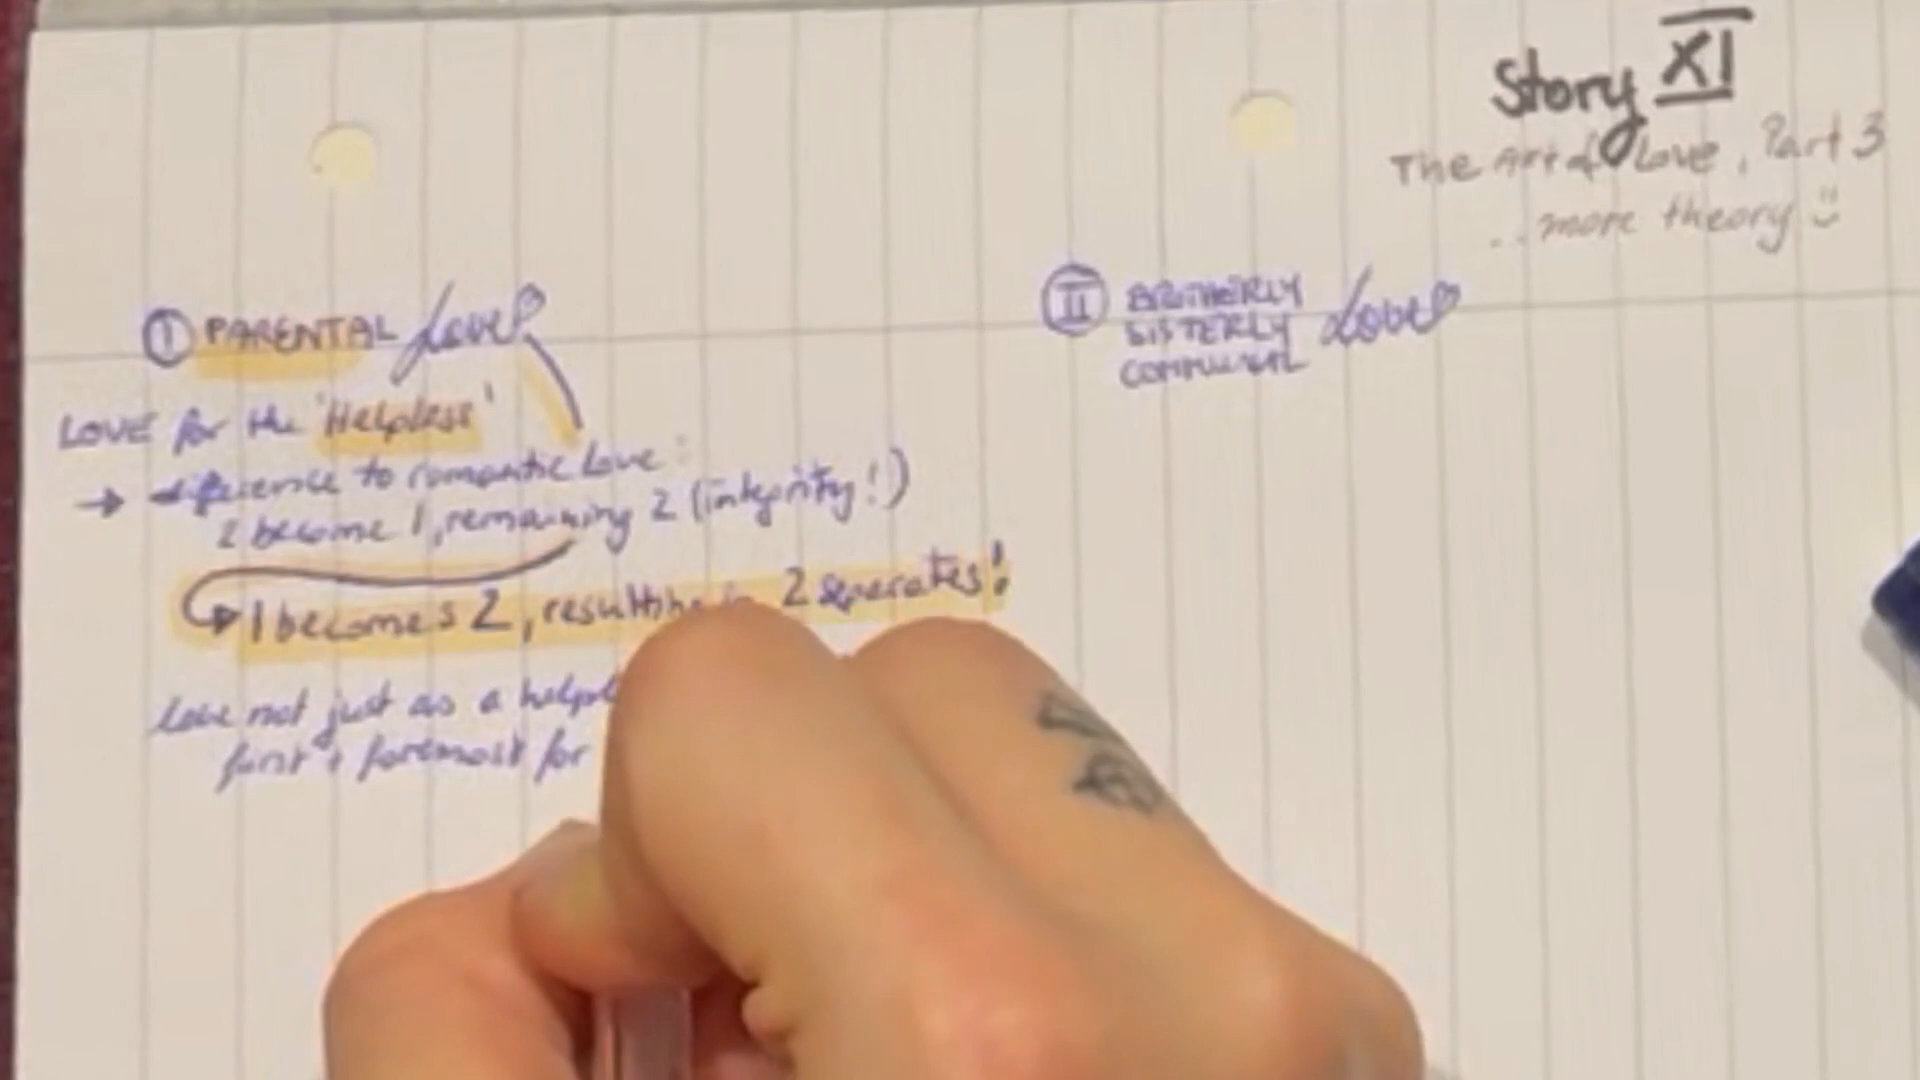 Story XI
The Art of Love, Part 3
...more theory
I PARENTAL Love
LOVE for the 'Helpless'
→ difference to romantic Love:
2 become 1, remaining 2 (integrity!)
1 becomes 2, resulting in 2 seperates!
Love not just as a
first + foremost for
II BROTHERLY
SISTERLY Love
COMMUNAL